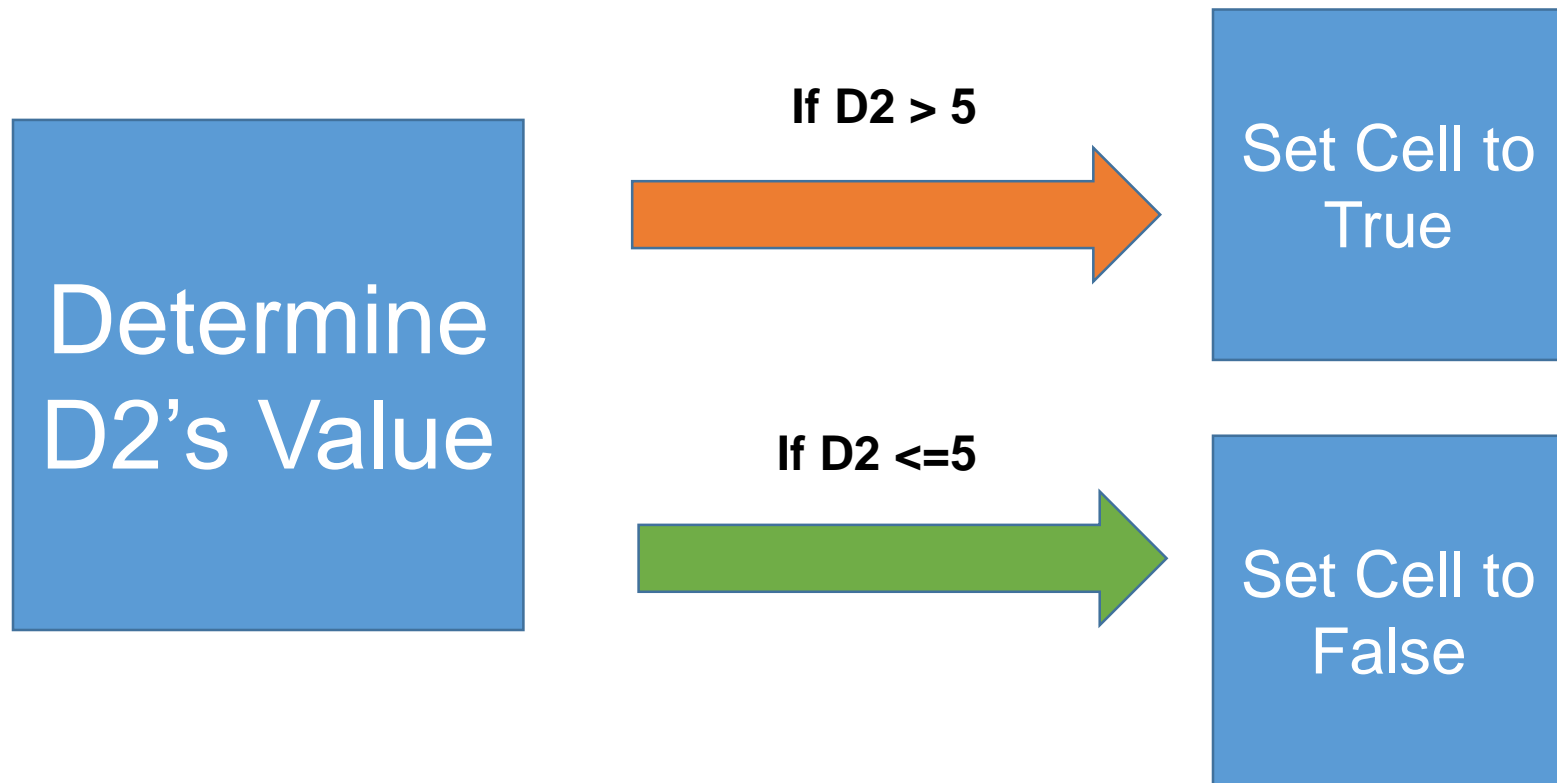 Determine
D2’s Value
If D2 > 5
Set Cell to
True
If D2 <=5
Set Cell to
False